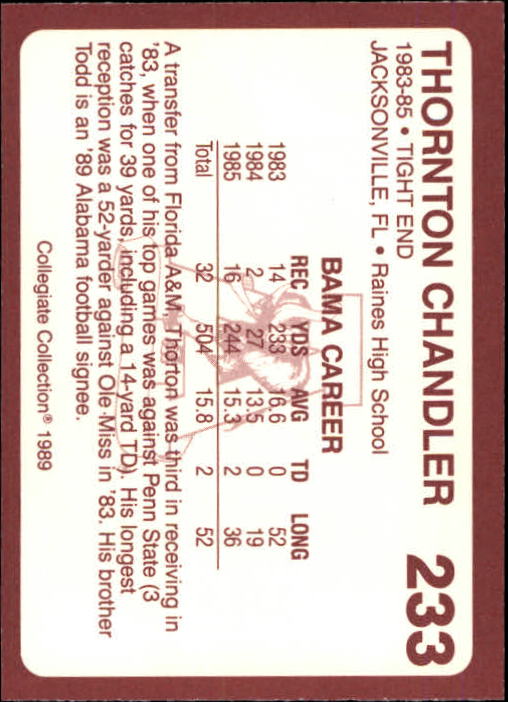 THORNTON CHANDLER 233
1983-85 • TIGHT END
JACKSONVILLE, FL • Raines High School
BAMA CAREER
REC YDS AVG TD LONG
1983 14 233 16.6 0 52
1984 2 27 13.5 0 19
1985 16 244 15.3 2 36
Total 32 504 15.8 2 52
A transfer from Florida A&M, Thorton was third in receiving in
'83, when one of his top games was against Penn State (3
catches for 39 yards, including a 14-yard TD). His longest
reception was a 52-yarder against Ole Miss in '83. His brother
Todd is an '89 Alabama football signee.
Collegiate Collection® 1989